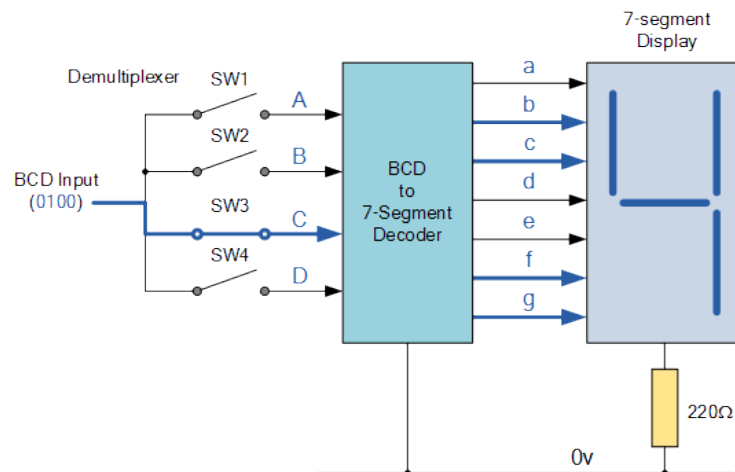 7-segment
Display
Demultiplexer
SW1
A
a
SW2
B
b
BCD Input
(0100)
SW3
C
c
SW4
D
d
BCD
to
7-Segment
Decoder
e
f
g
220Ω
0v